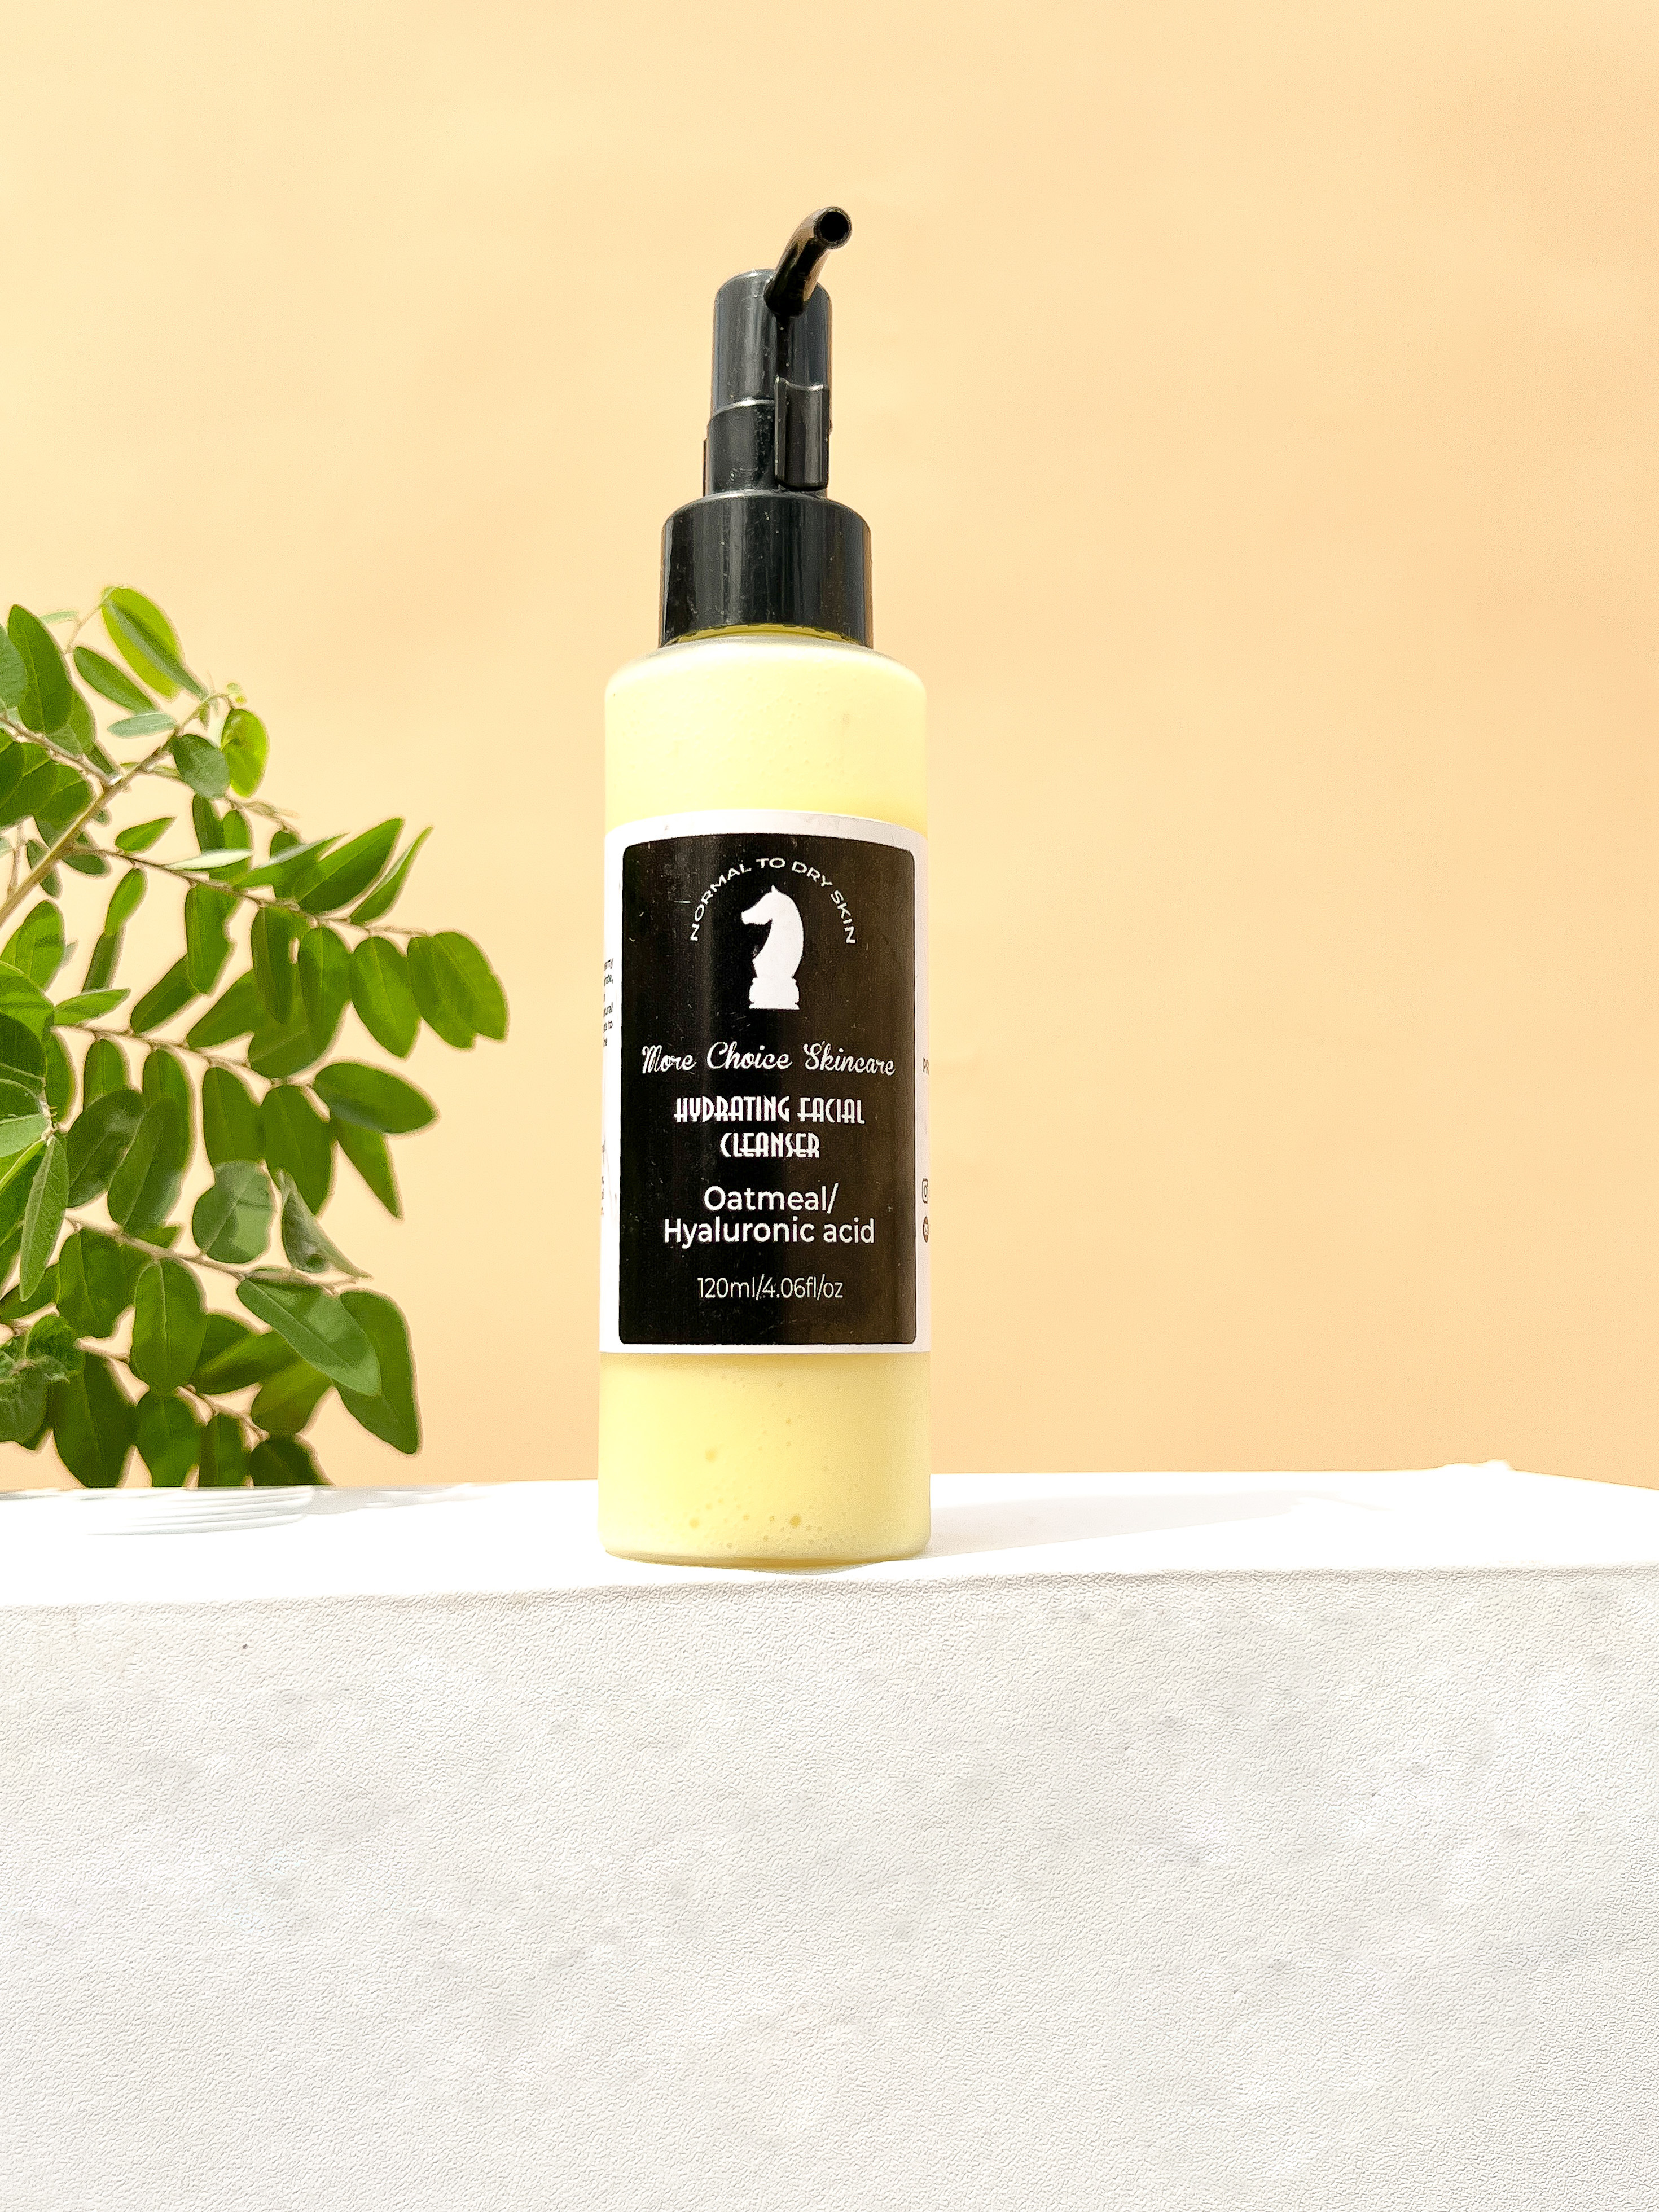 NORMAL TO DRY SKIN
More Choice Skincare
HYDRATING FACIAL
CLEANSER
Oatmeal/
Hyaluronic acid
120ml/4.06fl/oz